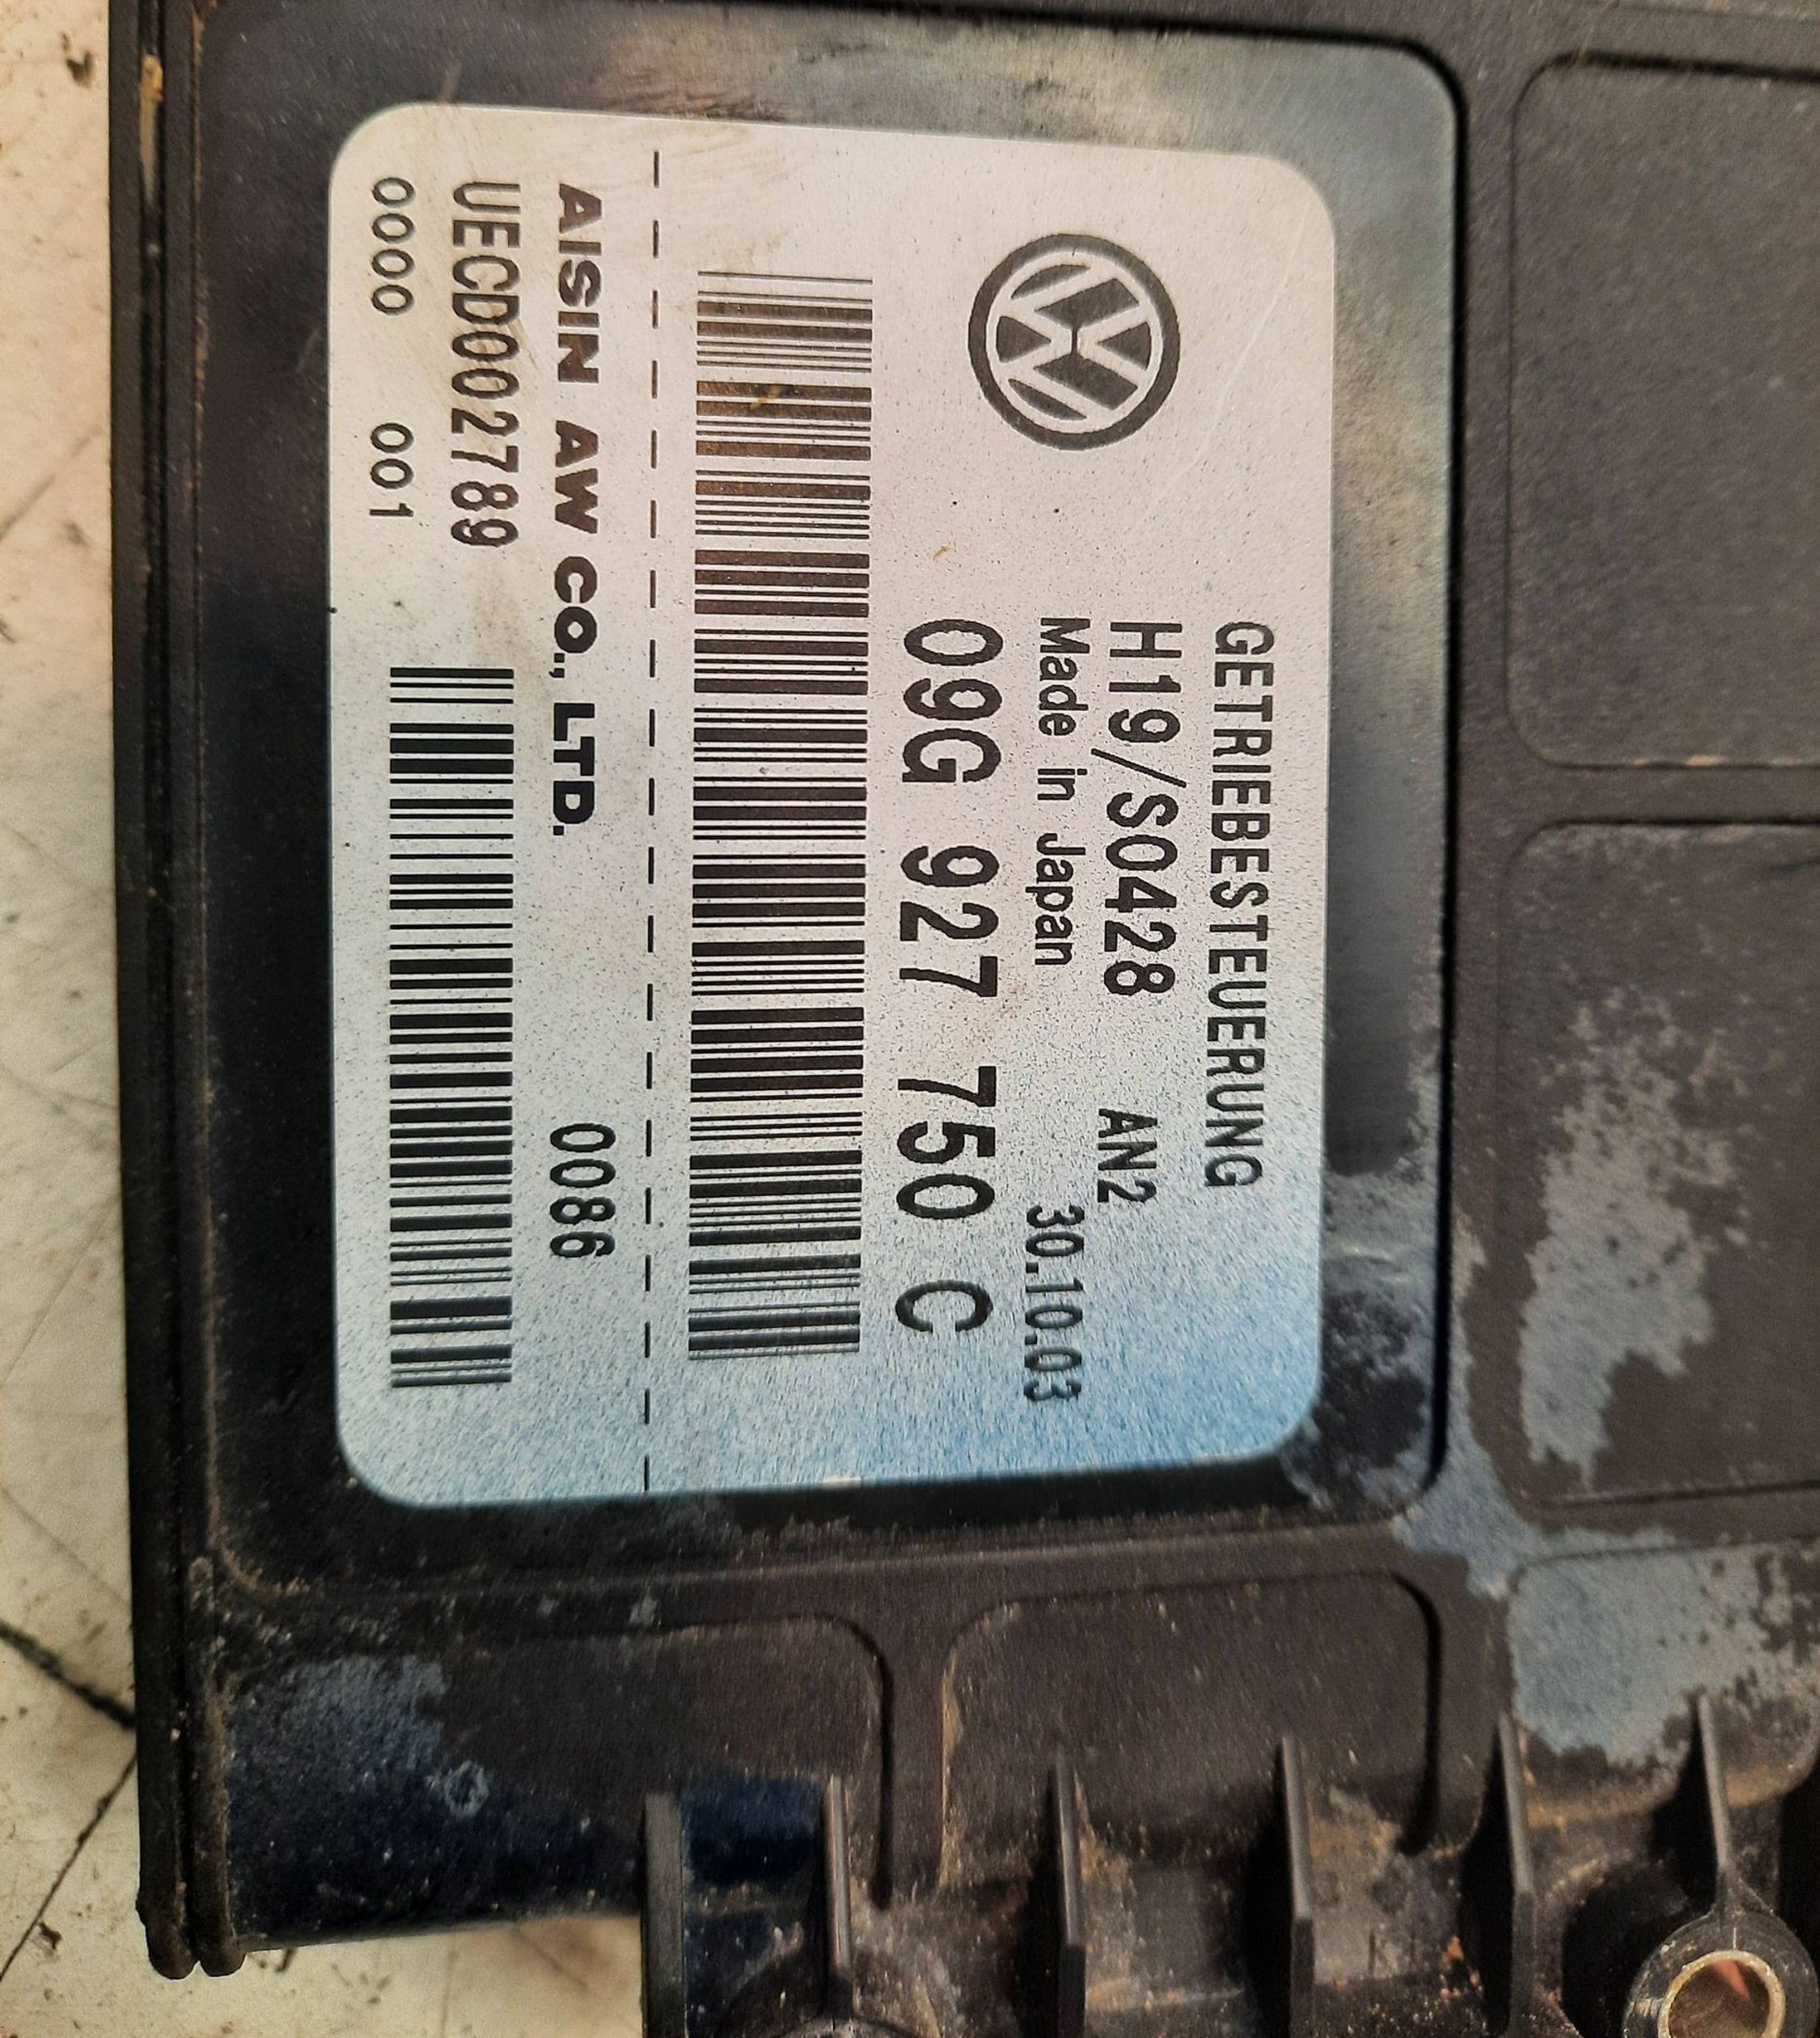 GETRIEBESTEUERUNG
H19/S0428 AN2
Made in Japan 30.10.03
09G 927 750 C
AISIN AW CO., LTD. 0086
UECD002789
0000 001